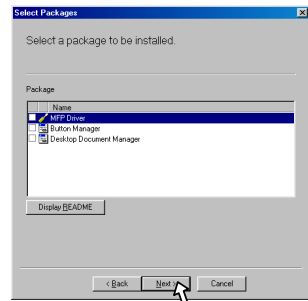 Select Packages
Select a package to be installed.
Package
Name
MFP Driver
Button Manager
Desktop Document Manager
Display README
< Back Next > Cancel